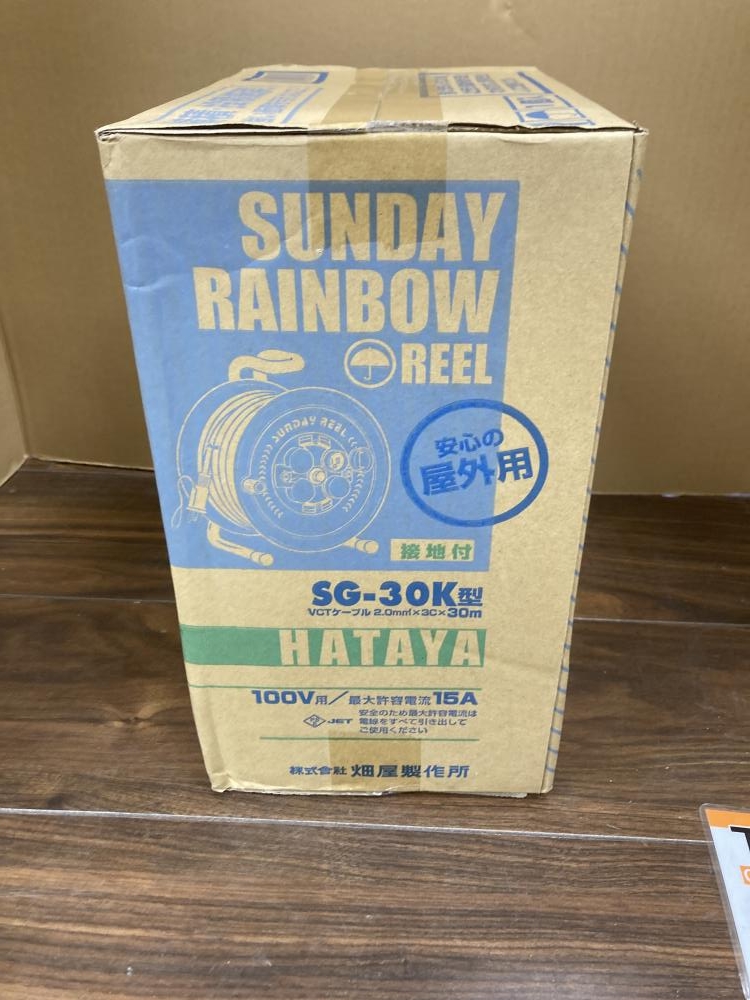 SUNDAY
RAINBOW
REEL
SUNDAY REEL
安心の
屋外用
接地付
SG-30K型
VCTケーブル 2.0mm²×3C×30m
HATAYA
100V用/最大許容電流15A
JET
安全のため最大許容電流は
電線をすべて引き出して
ご使用ください
株式会社 畑屋製作所